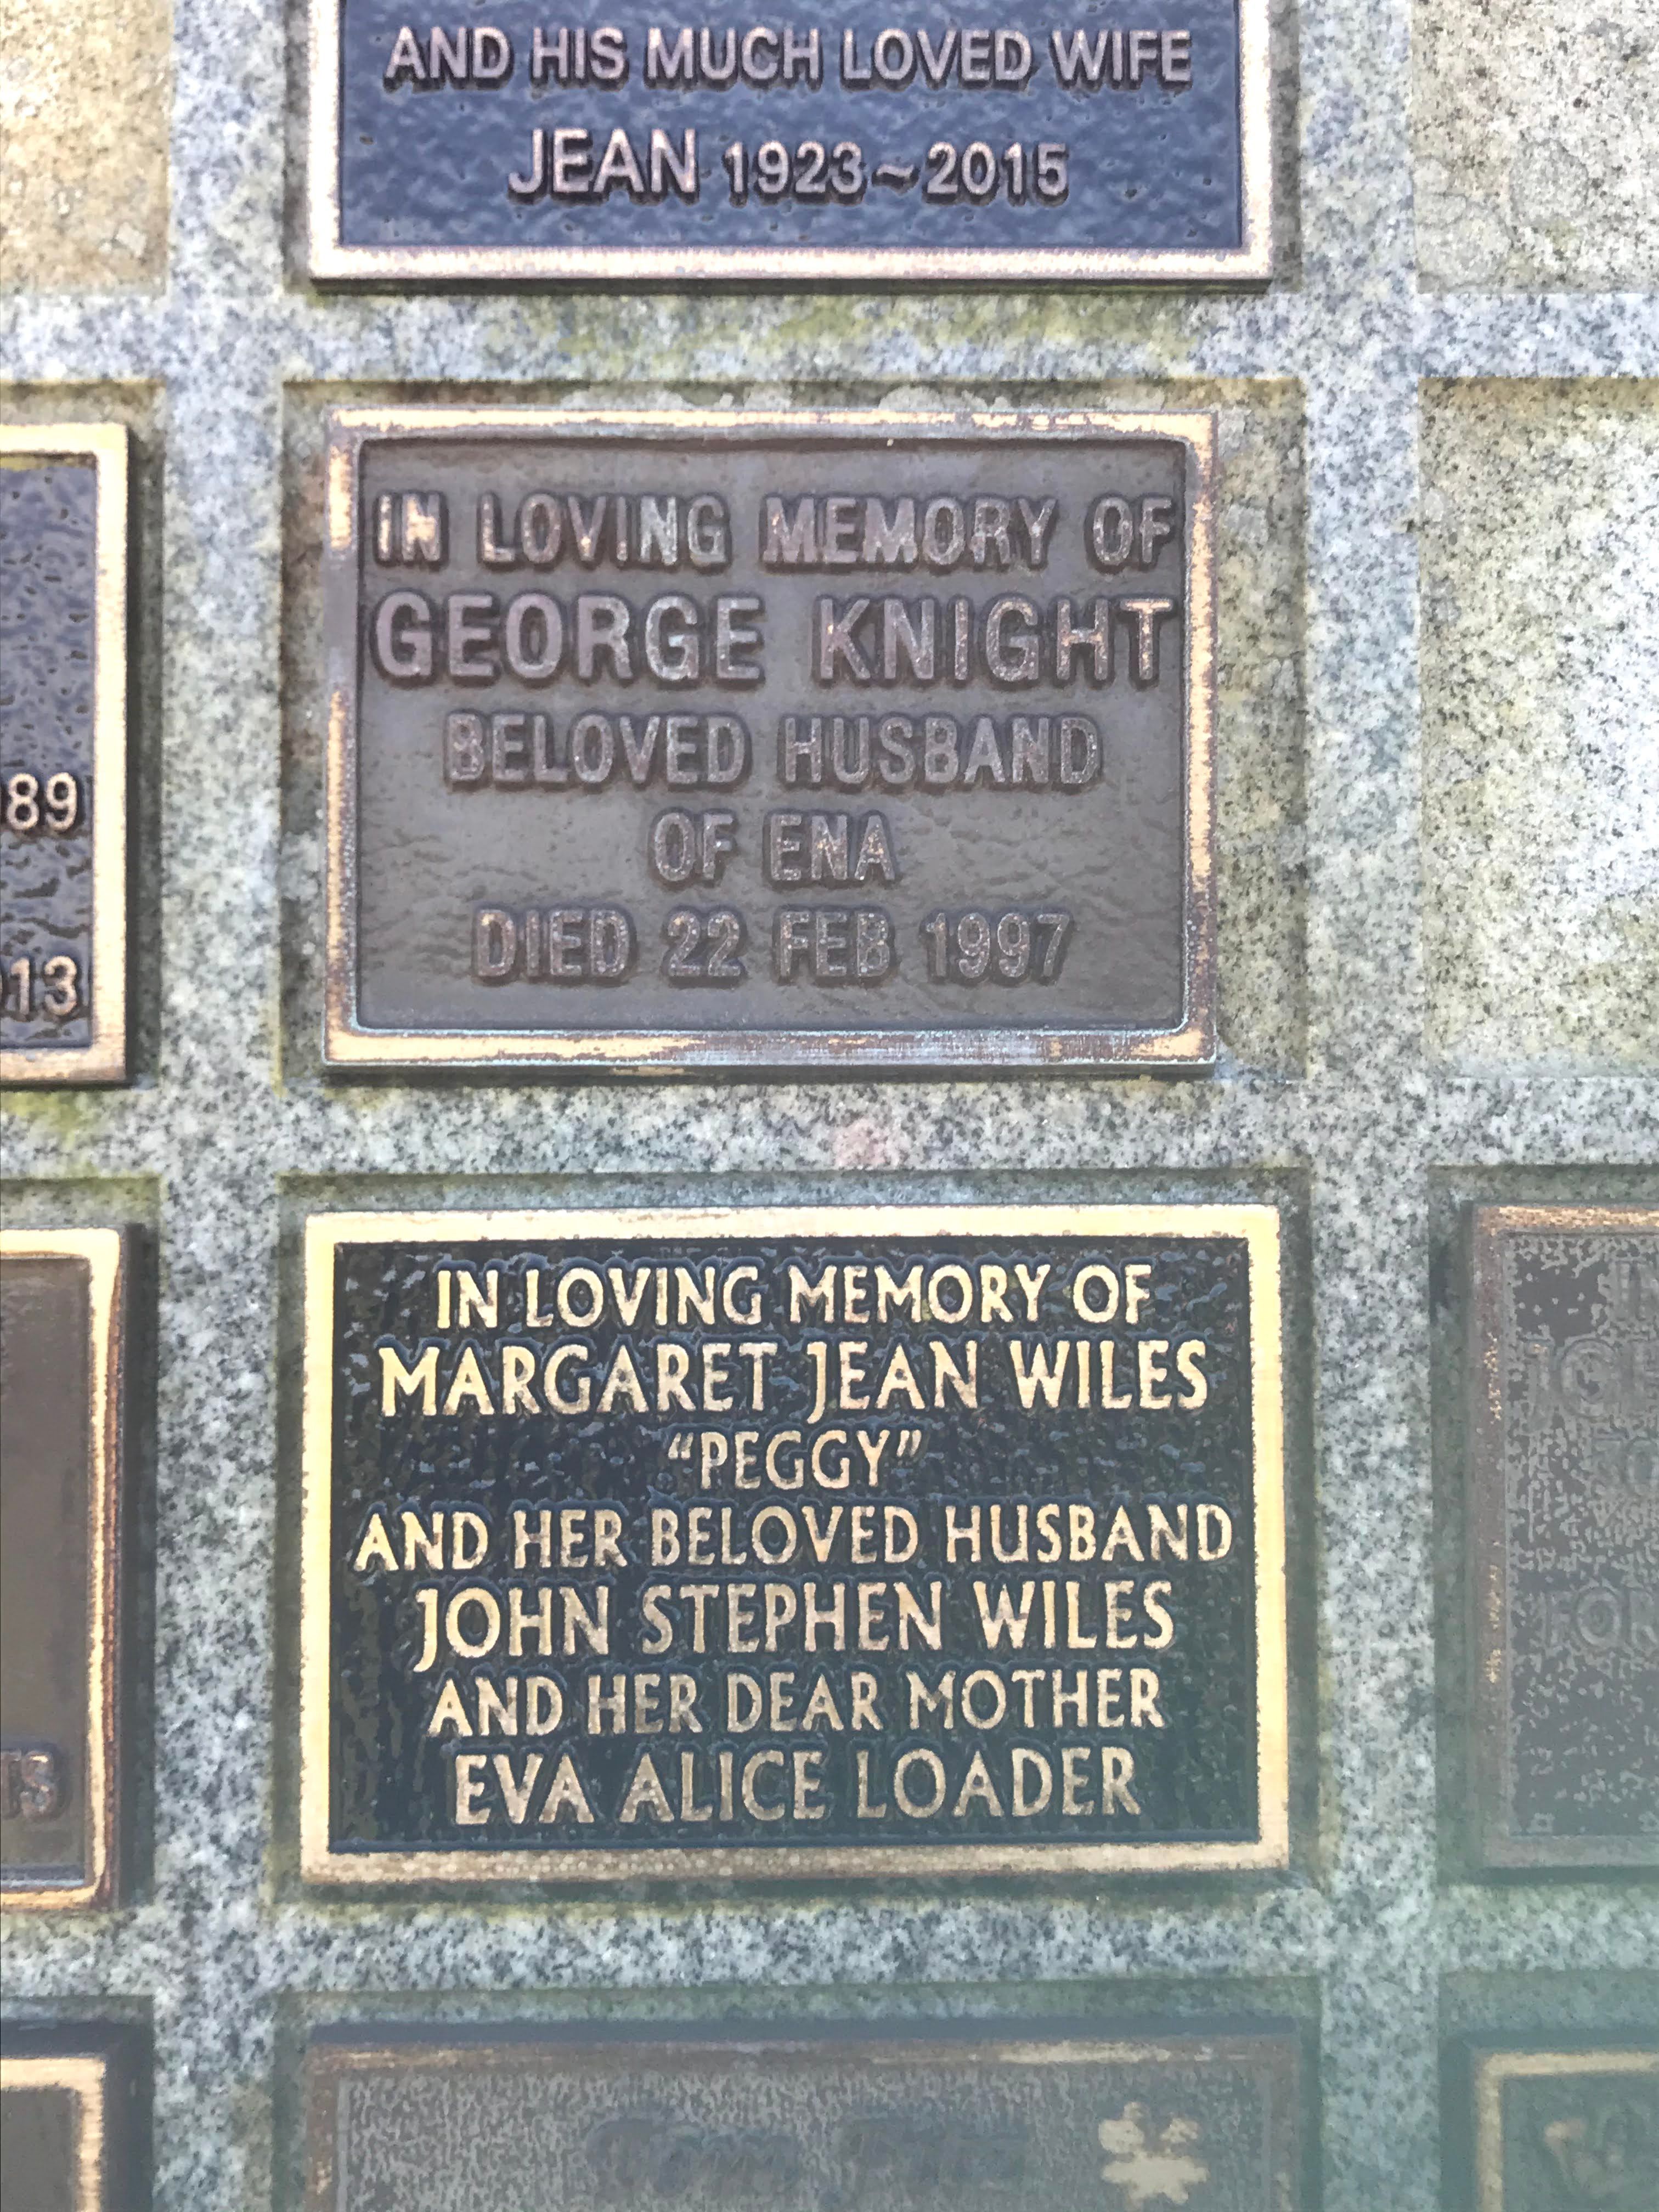 AND HIS MUCH LOVED WIFE
JEAN 1923~2015
89
13
IN LOVING MEMORY OF
GEORGE KNIGHT
BELOVED HUSBAND
OF ENA
DIED 22 FEB 1997
IN LOVING MEMORY OF
MARGARET JEAN WILES
"PEGGY"
AND HER BELOVED HUSBAND
JOHN STEPHEN WILES
AND HER DEAR MOTHER
EVA ALICE LOADER